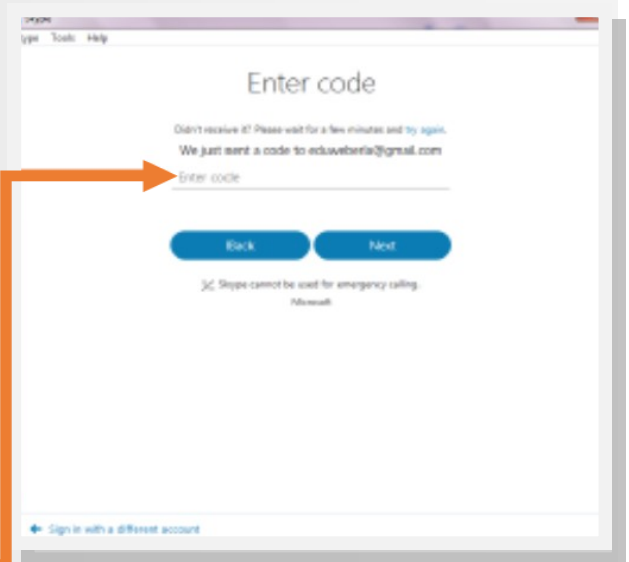 Skype
Tools Help
Enter code
Didn't receive it? Please wait for a few minutes and try again.
We just sent a code to eduweberla@gmail.com
Enter code
Back Next
Skype cannot be used for emergency calling.
Microsoft
Sign in with a different account